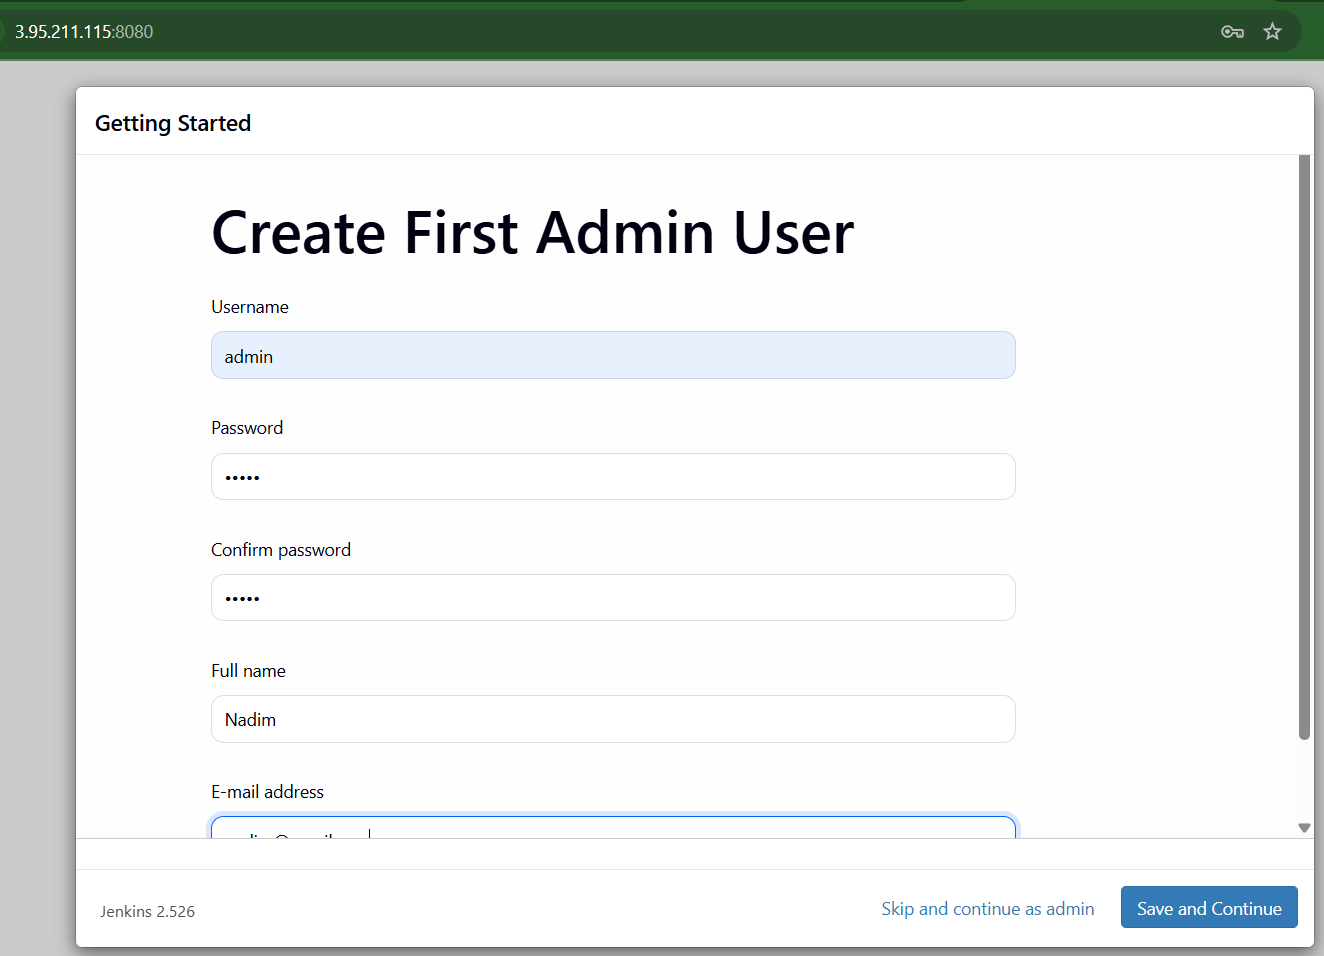 3.95.211.115:8080
Getting Started
Create First Admin User
Username
admin
Password
•••••
Confirm password
•••••
Full name
Nadim
E-mail address
Jenkins 2.526
Skip and continue as admin
Save and Continue